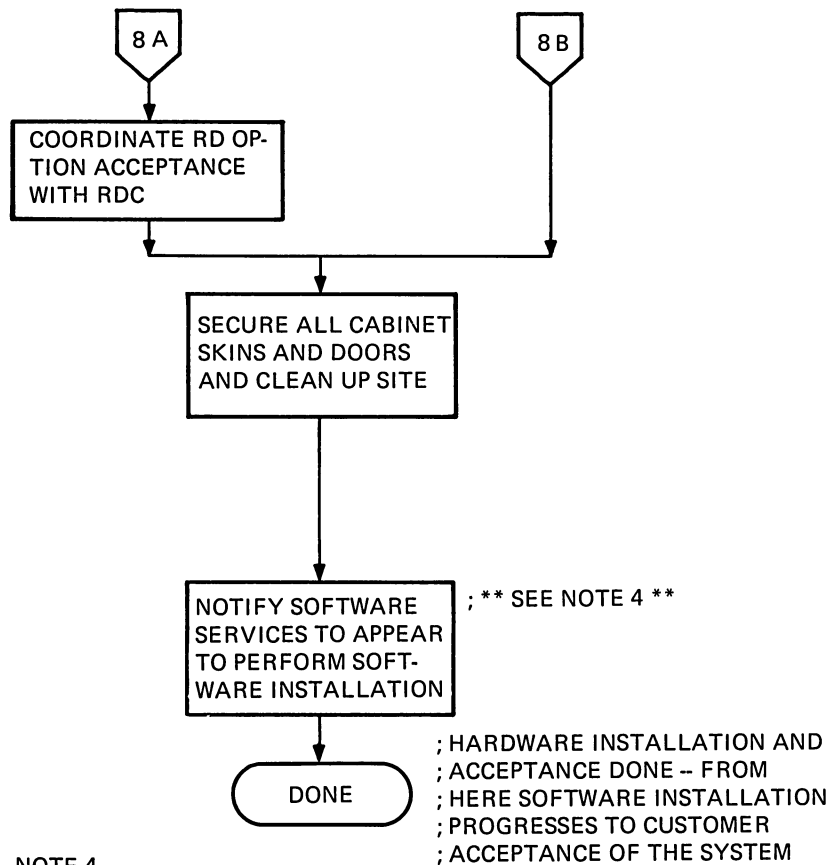 8 A
8 B
COORDINATE RD OP-
TION ACCEPTANCE
WITH RDC
SECURE ALL CABINET
SKINS AND DOORS
AND CLEAN UP SITE
NOTIFY SOFTWARE
SERVICES TO APPEAR
TO PERFORM SOFT-
WARE INSTALLATION
; ** SEE NOTE 4 **
DONE
; HARDWARE INSTALLATION AND
; ACCEPTANCE DONE -- FROM
; HERE SOFTWARE INSTALLATION
; PROGRESSES TO CUSTOMER
; ACCEPTANCE OF THE SYSTEM
NOTE 4